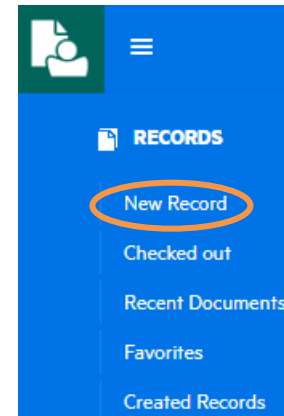 RECORDS
New Record
Checked out
Recent Documents
Favorites
Created Records